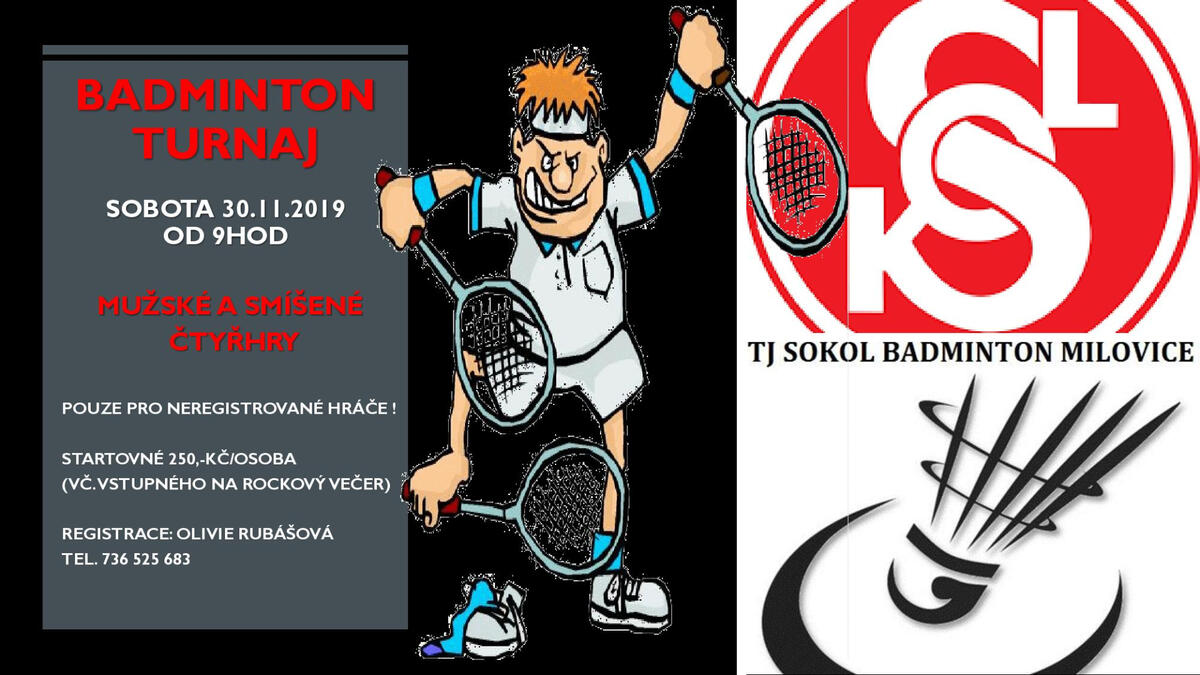 BADMINTON
TURNAJ
SOBOTA 30.11.2019
OD 9HOD
MUŽSKÉ A SMÍŠENÉ
ČTYŘHRY
POUZE PRO NEREGISTROVANÉ HRÁČE !
STARTOVNÉ 250,-KČ/OSOBA
(VČ. VSTUPNÉHO NA ROCKOVÝ VEČER)
REGISTRACE: OLIVIE RUBÁŠOVÁ
TEL. 736 525 683
SOKOL
TJ SOKOL BADMINTON MILOVICE